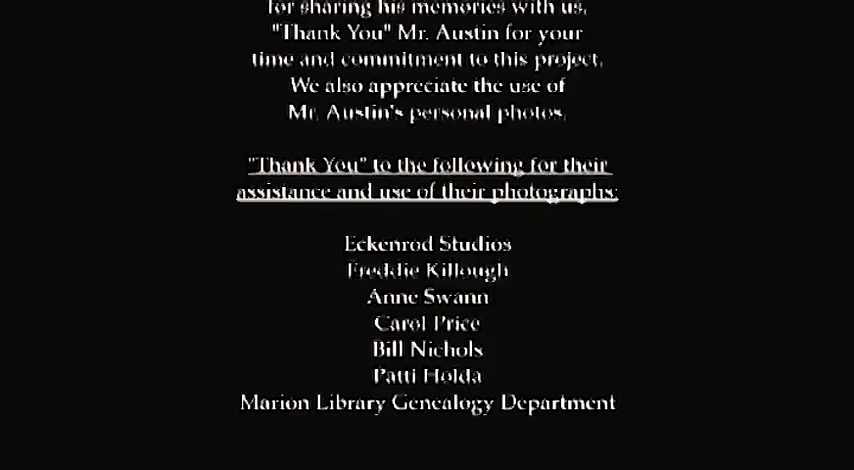 for sharing his memories with us.
"Thank You" Mr. Austin for your
time and commitment to this project.
We also appreciate the use of
Mr. Austin's personal photos.
"Thank You" to the following for their
assistance and use of their photographs:
Eckenrod Studios
Freddie Killough
Anne Swann
Carol Price
Bill Nichols
Patti Holda
Marion Library Genealogy Department